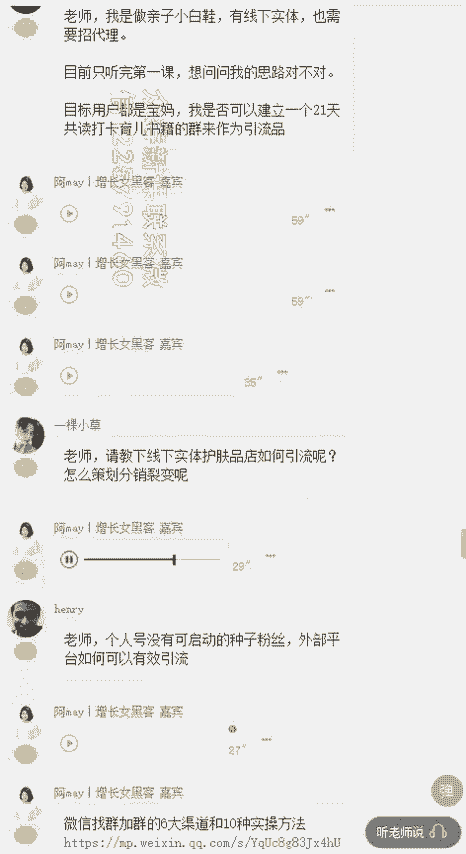 老师，我是做亲子小白鞋，有线下实体，也需
要招代理。
目前只听完第一课，想问问我的思路对不对。
目标用户都是宝妈，我是否可以建立一个21天
共读打卡育儿书籍的群来作为引流品
阿may丨增长女黑客 嘉宾
59"
阿may丨增长女黑客 嘉宾
59"
阿may丨增长女黑客 嘉宾
一裸小草
老师，请教下线下实体护肤品店如何引流呢？
怎么策划分销裂变呢
阿may丨增长女黑客 嘉宾
29"
henry
老师，个人号没有可启动的种子粉丝，外部平
台如何可以有效引流
阿may丨增长女黑客 嘉宾
27"
阿may丨增长女黑客 嘉宾
微信找群加群的6大渠道和10种实操方法
https://mp.weixin.qq.com/s/YqUc8g83Jx4hU
弹
听老师说